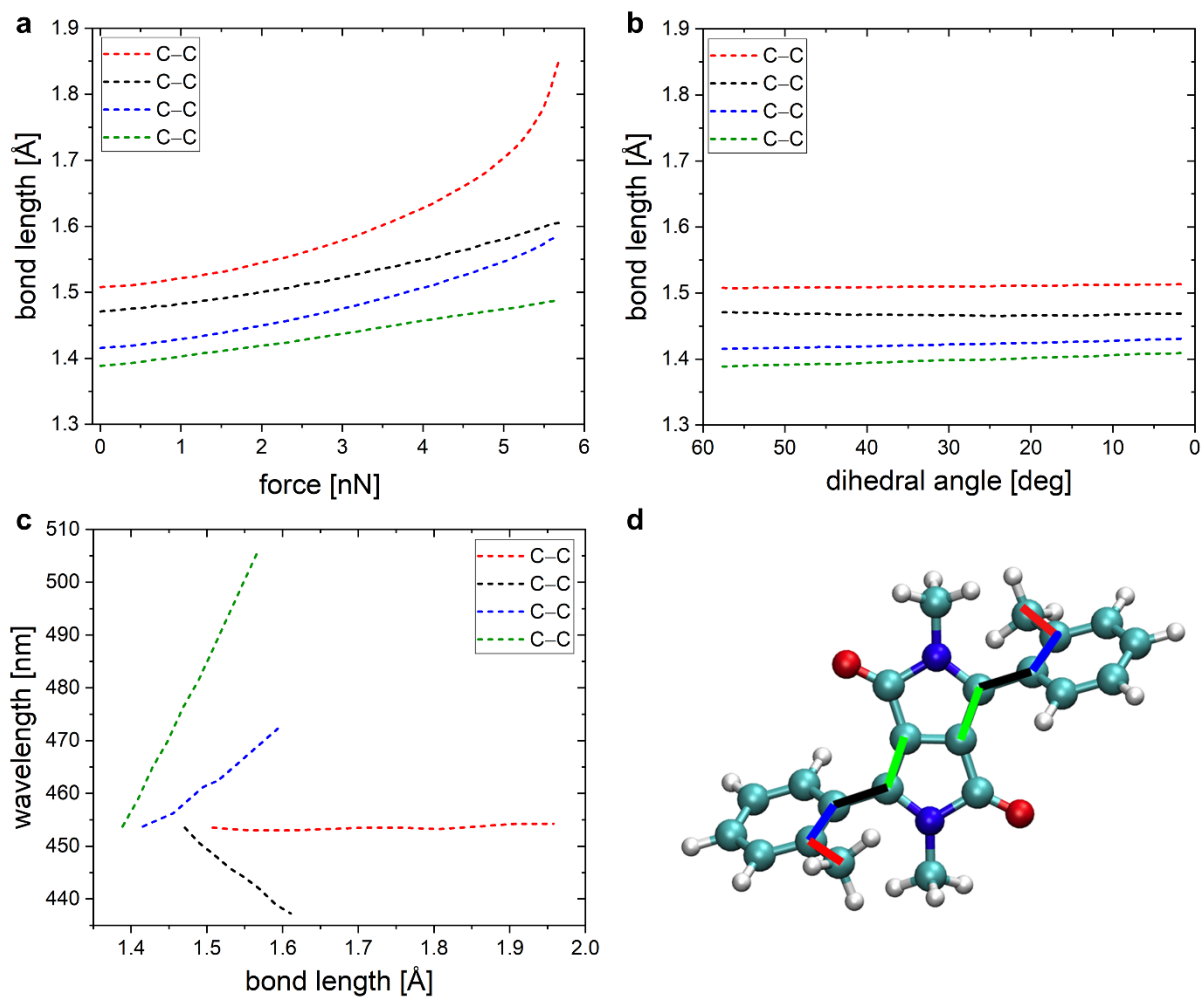 a
1.9
1.8
1.7
1.6
1.5
1.4
1.3
bond length [Å]
C–C
C–C
C–C
C–C
0 1 2 3 4 5 6
force [nN]
b
1.9
1.8
1.7
1.6
1.5
1.4
1.3
bond length [Å]
C–C
C–C
C–C
C–C
60 50 40 30 20 10 0
dihedral angle [deg]
c
510
500
490
480
470
460
450
440
wavelength [nm]
C–C
C–C
C–C
C–C
1.4 1.5 1.6 1.7 1.8 1.9 2.0
bond length [Å]
d